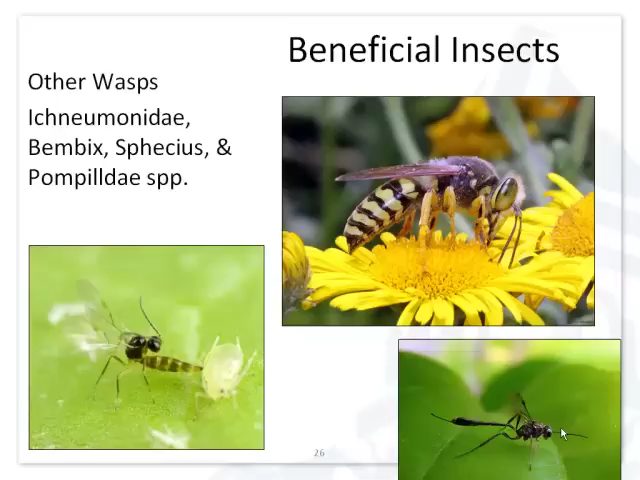 Beneficial Insects
Other Wasps
Ichneumonidae,
Bembix, Sphecius, &
Pompilldae spp.
26